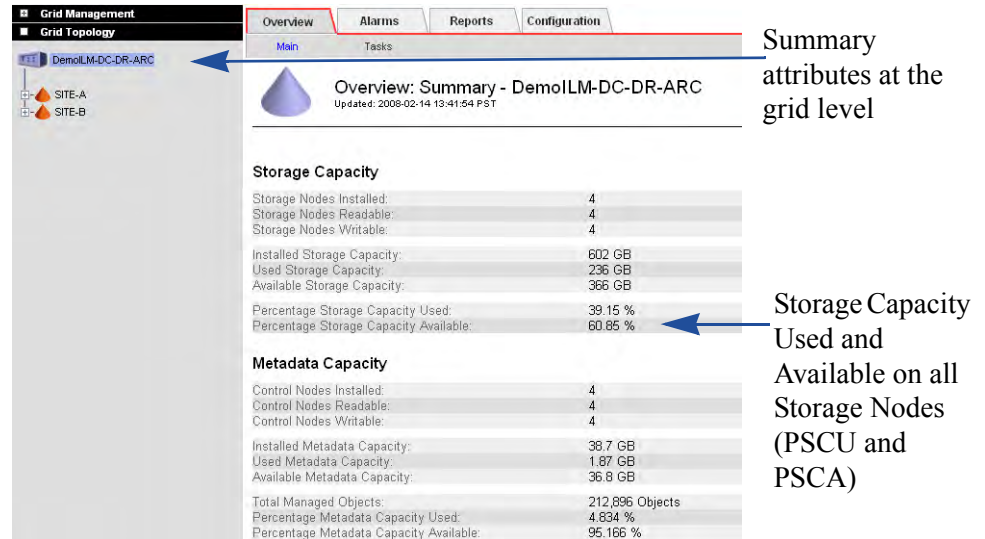 Grid Management
Grid Topology
DemoILM-DC-DR-ARC
SITE-A
SITE-B
Overview Alarms Reports Configuration
Main Tasks
Overview: Summary - DemoILM-DC-DR-ARC
Updated: 2008-02-14 13:41:54 PST
Storage Capacity
Storage Nodes Installed: 4
Storage Nodes Readable: 4
Storage Nodes Writable: 4
Installed Storage Capacity: 602 GB
Used Storage Capacity: 236 GB
Available Storage Capacity: 366 GB
Percentage Storage Capacity Used: 39.15 %
Percentage Storage Capacity Available: 60.85 %
Metadata Capacity
Control Nodes Installed: 4
Control Nodes Readable: 4
Control Nodes Writable: 4
Installed Metadata Capacity: 38.7 GB
Used Metadata Capacity: 1.87 GB
Available Metadata Capacity: 36.8 GB
Total Managed Objects: 212,896 Objects
Percentage Metadata Capacity Used: 4.834 %
Percentage Metadata Capacity Available: 95.166 %
Summary
attributes at the
grid level
Storage Capacity
Used and
Available on all
Storage Nodes
(PSCU and
PSCA)